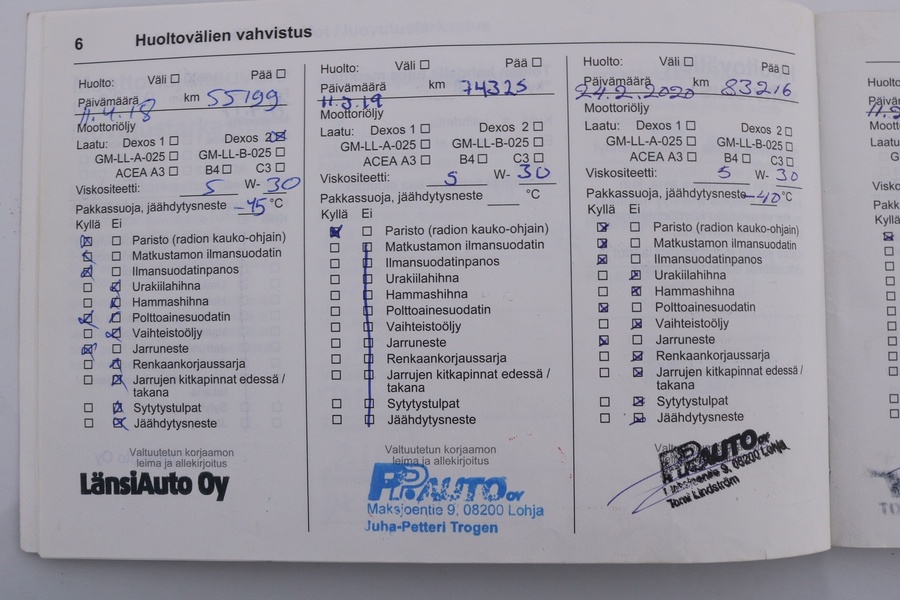 6 Huoltovälien vahvistus
Huolto: Väli ☐ Pää ☐
Päivämäärä km 55199
11.4.18
Moottoriöljy
Laatu: Dexos 1 ☐ Dexos 2 ☒
GM-LL-A-025 ☐ GM-LL-B-025 ☐
ACEA A3 ☐ B4 ☐ C3 ☐
Viskositeetti: 5 W- 30
Pakkassuoja, jäähdytysneste -45 °C
Kyllä Ei
☒ ☐ Paristo (radion kauko-ohjain)
☒ ☐ Matkustamon ilmansuodatin
☒ ☐ Ilmansuodatinpanos
☐ ☒ Urakiilahihna
☐ ☒ Hammashihna
☒ ☐ Polttoainesuodatin
☐ ☒ Vaihteistoöljy
☒ ☐ Jarruneste
☐ ☒ Renkaankorjaussarja
☐ ☒ Jarrujen kitkapinnat edessä /
takana
☐ ☒ Sytytystulpat
☐ ☒ Jäähdytysneste
Valtuutetun korjaamon
leima ja allekirjoitus
LänsiAuto Oy
Huolto: Väli ☐ Pää ☐
Päivämäärä km 74325
11.3.19
Moottoriöljy
Laatu: Dexos 1 ☐ Dexos 2 ☐
GM-LL-A-025 ☐ GM-LL-B-025 ☐
ACEA A3 ☐ B4 ☐ C3 ☐
Viskositeetti: 5 W- 30
Pakkassuoja, jäähdytysneste °C
Kyllä Ei
☒ ☐ Paristo (radion kauko-ohjain)
☐ ☐ Matkustamon ilmansuodatin
☐ ☐ Ilmansuodatinpanos
☐ ☐ Urakiilahihna
☐ ☐ Hammashihna
☐ ☐ Polttoainesuodatin
☐ ☐ Vaihteistoöljy
☐ ☐ Jarruneste
☐ ☐ Renkaankorjaussarja
☐ ☐ Jarrujen kitkapinnat edessä /
takana
☐ ☐ Sytytystulpat
☐ ☐ Jäähdytysneste
Valtuutetun korjaamon
leima ja allekirjoitus
P.P. AUTO OY
Maksjoentie 9, 08200 Lohja
Juha-Petteri Trogen
Huolto: Väli ☐ Pää ☐
Päivämäärä km 83216
24.2.2020
Moottoriöljy
Laatu: Dexos 1 ☐ Dexos 2 ☐
GM-LL-A-025 ☐ GM-LL-B-025 ☐
ACEA A3 ☐ B4 ☐ C3 ☐
Viskositeetti: 5 W- 30
Pakkassuoja, jäähdytysneste -40 °C
Kyllä Ei
☒ ☐ Paristo (radion kauko-ohjain)
☒ ☐ Matkustamon ilmansuodatin
☒ ☐ Ilmansuodatinpanos
☐ ☒ Urakiilahihna
☐ ☒ Hammashihna
☒ ☐ Polttoainesuodatin
☐ ☒ Vaihteistoöljy
☒ ☐ Jarruneste
☐ ☒ Renkaankorjaussarja
☐ ☒ Jarrujen kitkapinnat edessä /
takana
☐ ☒ Sytytystulpat
☐ ☒ Jäähdytysneste
P.P. AUTO OY
Maksjoentie 9, 08200 Lohja
Tomi Lindström